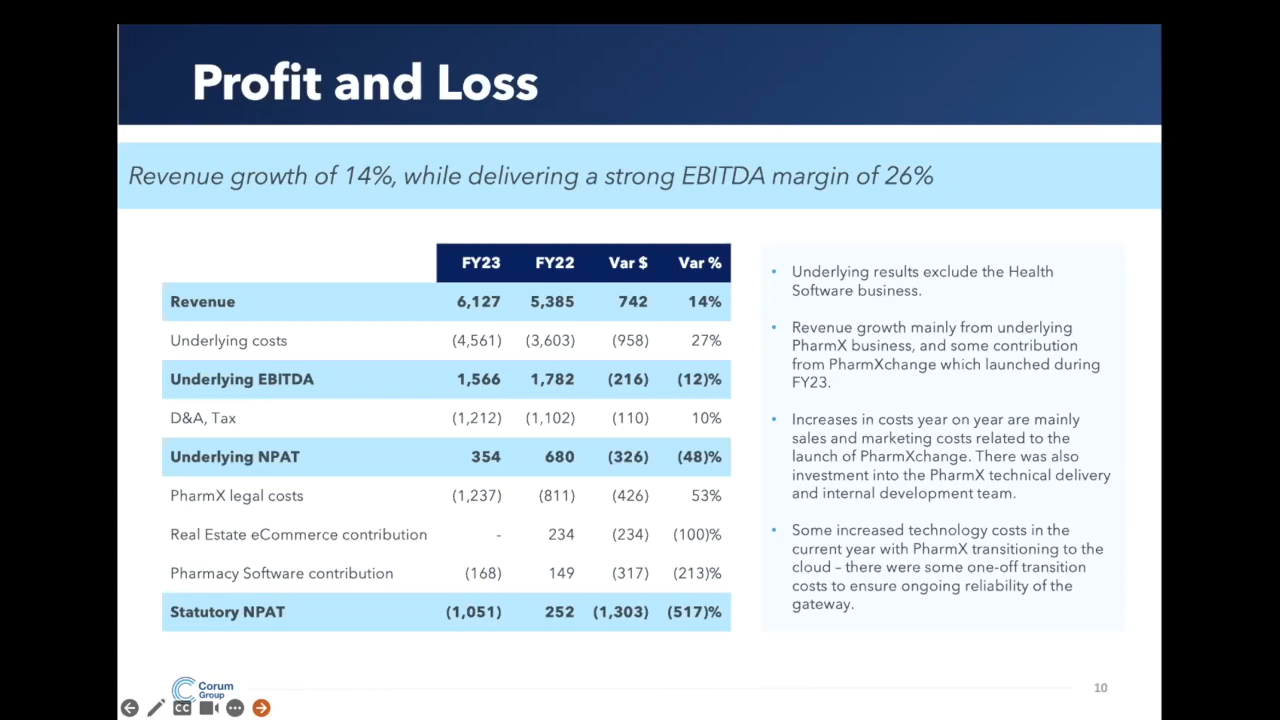 Profit and Loss
Revenue growth of 14%, while delivering a strong EBITDA margin of 26%
FY23 FY22 Var $ Var %
Revenue 6,127 5,385 742 14%
Underlying costs (4,561) (3,603) (958) 27%
Underlying EBITDA 1,566 1,782 (216) (12)%
D&A, Tax (1,212) (1,102) (110) 10%
Underlying NPAT 354 680 (326) (48)%
PharmX legal costs (1,237) (811) (426) 53%
Real Estate eCommerce contribution - 234 (234) (100)%
Pharmacy Software contribution (168) 149 (317) (213)%
Statutory NPAT (1,051) 252 (1,303) (517)%
• Underlying results exclude the Health
Software business.
• Revenue growth mainly from underlying
PharmX business, and some contribution
from PharmXchange which launched during
FY23.
• Increases in costs year on year are mainly
sales and marketing costs related to the
launch of PharmXchange. There was also
investment into the PharmX technical delivery
and internal development team.
• Some increased technology costs in the
current year with PharmX transitioning to the
cloud – there were some one-off transition
costs to ensure ongoing reliability of the
gateway.
Corum
Group
10
CC